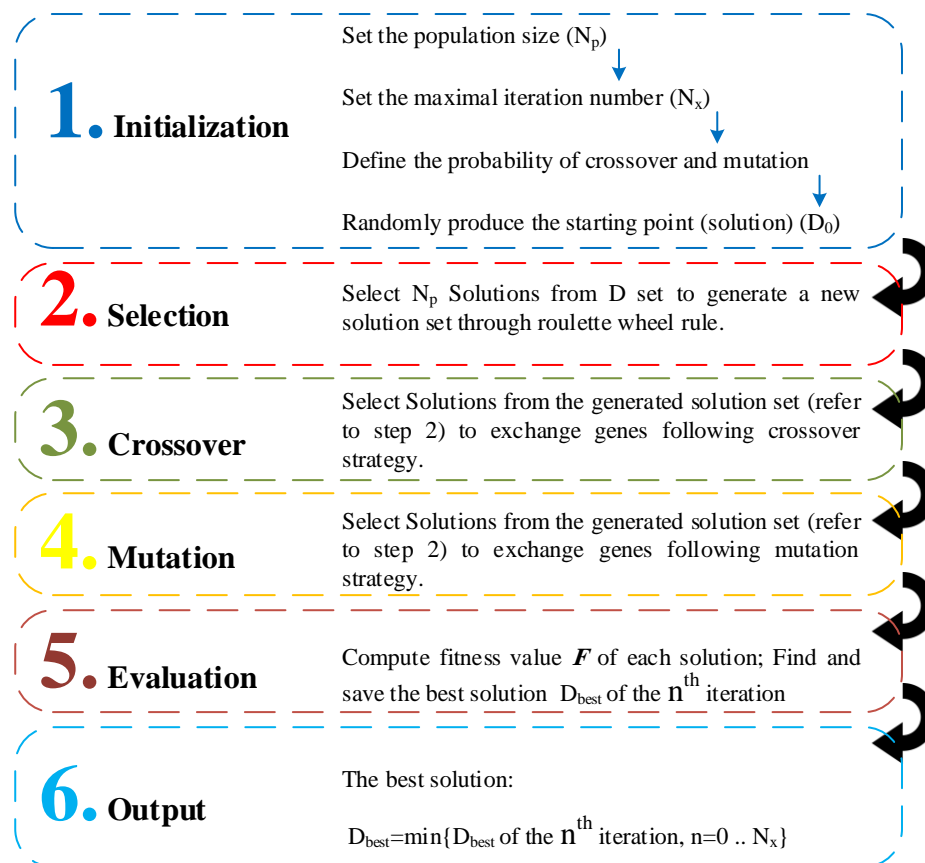 Set the population size (Np)
Set the maximal iteration number (Nx)
1. Initialization
Define the probability of crossover and mutation
Randomly produce the starting point (solution) (D0)
2. Selection
Select Np Solutions from D set to generate a new
solution set through roulette wheel rule.
3. Crossover
Select Solutions from the generated solution set (refer
to step 2) to exchange genes following crossover
strategy.
4. Mutation
Select Solutions from the generated solution set (refer
to step 2) to exchange genes following mutation
strategy.
5. Evaluation
Compute fitness value F of each solution; Find and
save the best solution Dbest of the nth iteration
6. Output
The best solution:
Dbest=min{Dbest of the nth iteration, n=0 .. Nx}